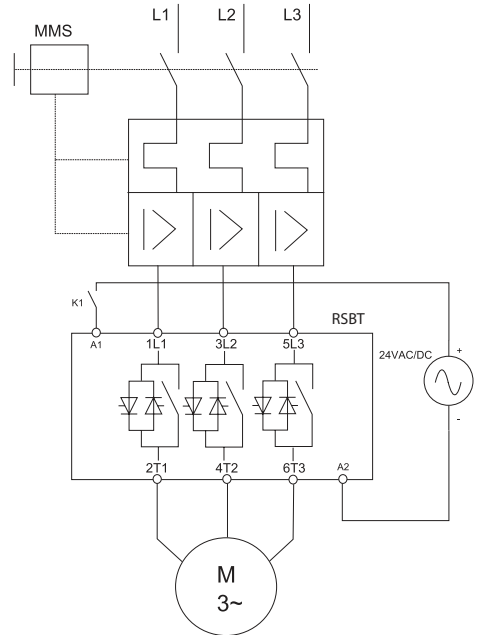 L1 L2 L3
MMS
K1
RSBT
A1 1L1 3L2 5L3
24VAC/DC
+
-
2T1 4T2 6T3 A2
M
3~